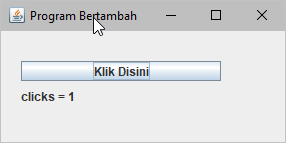 Program Bertambah
Klik Disini
clicks = 1